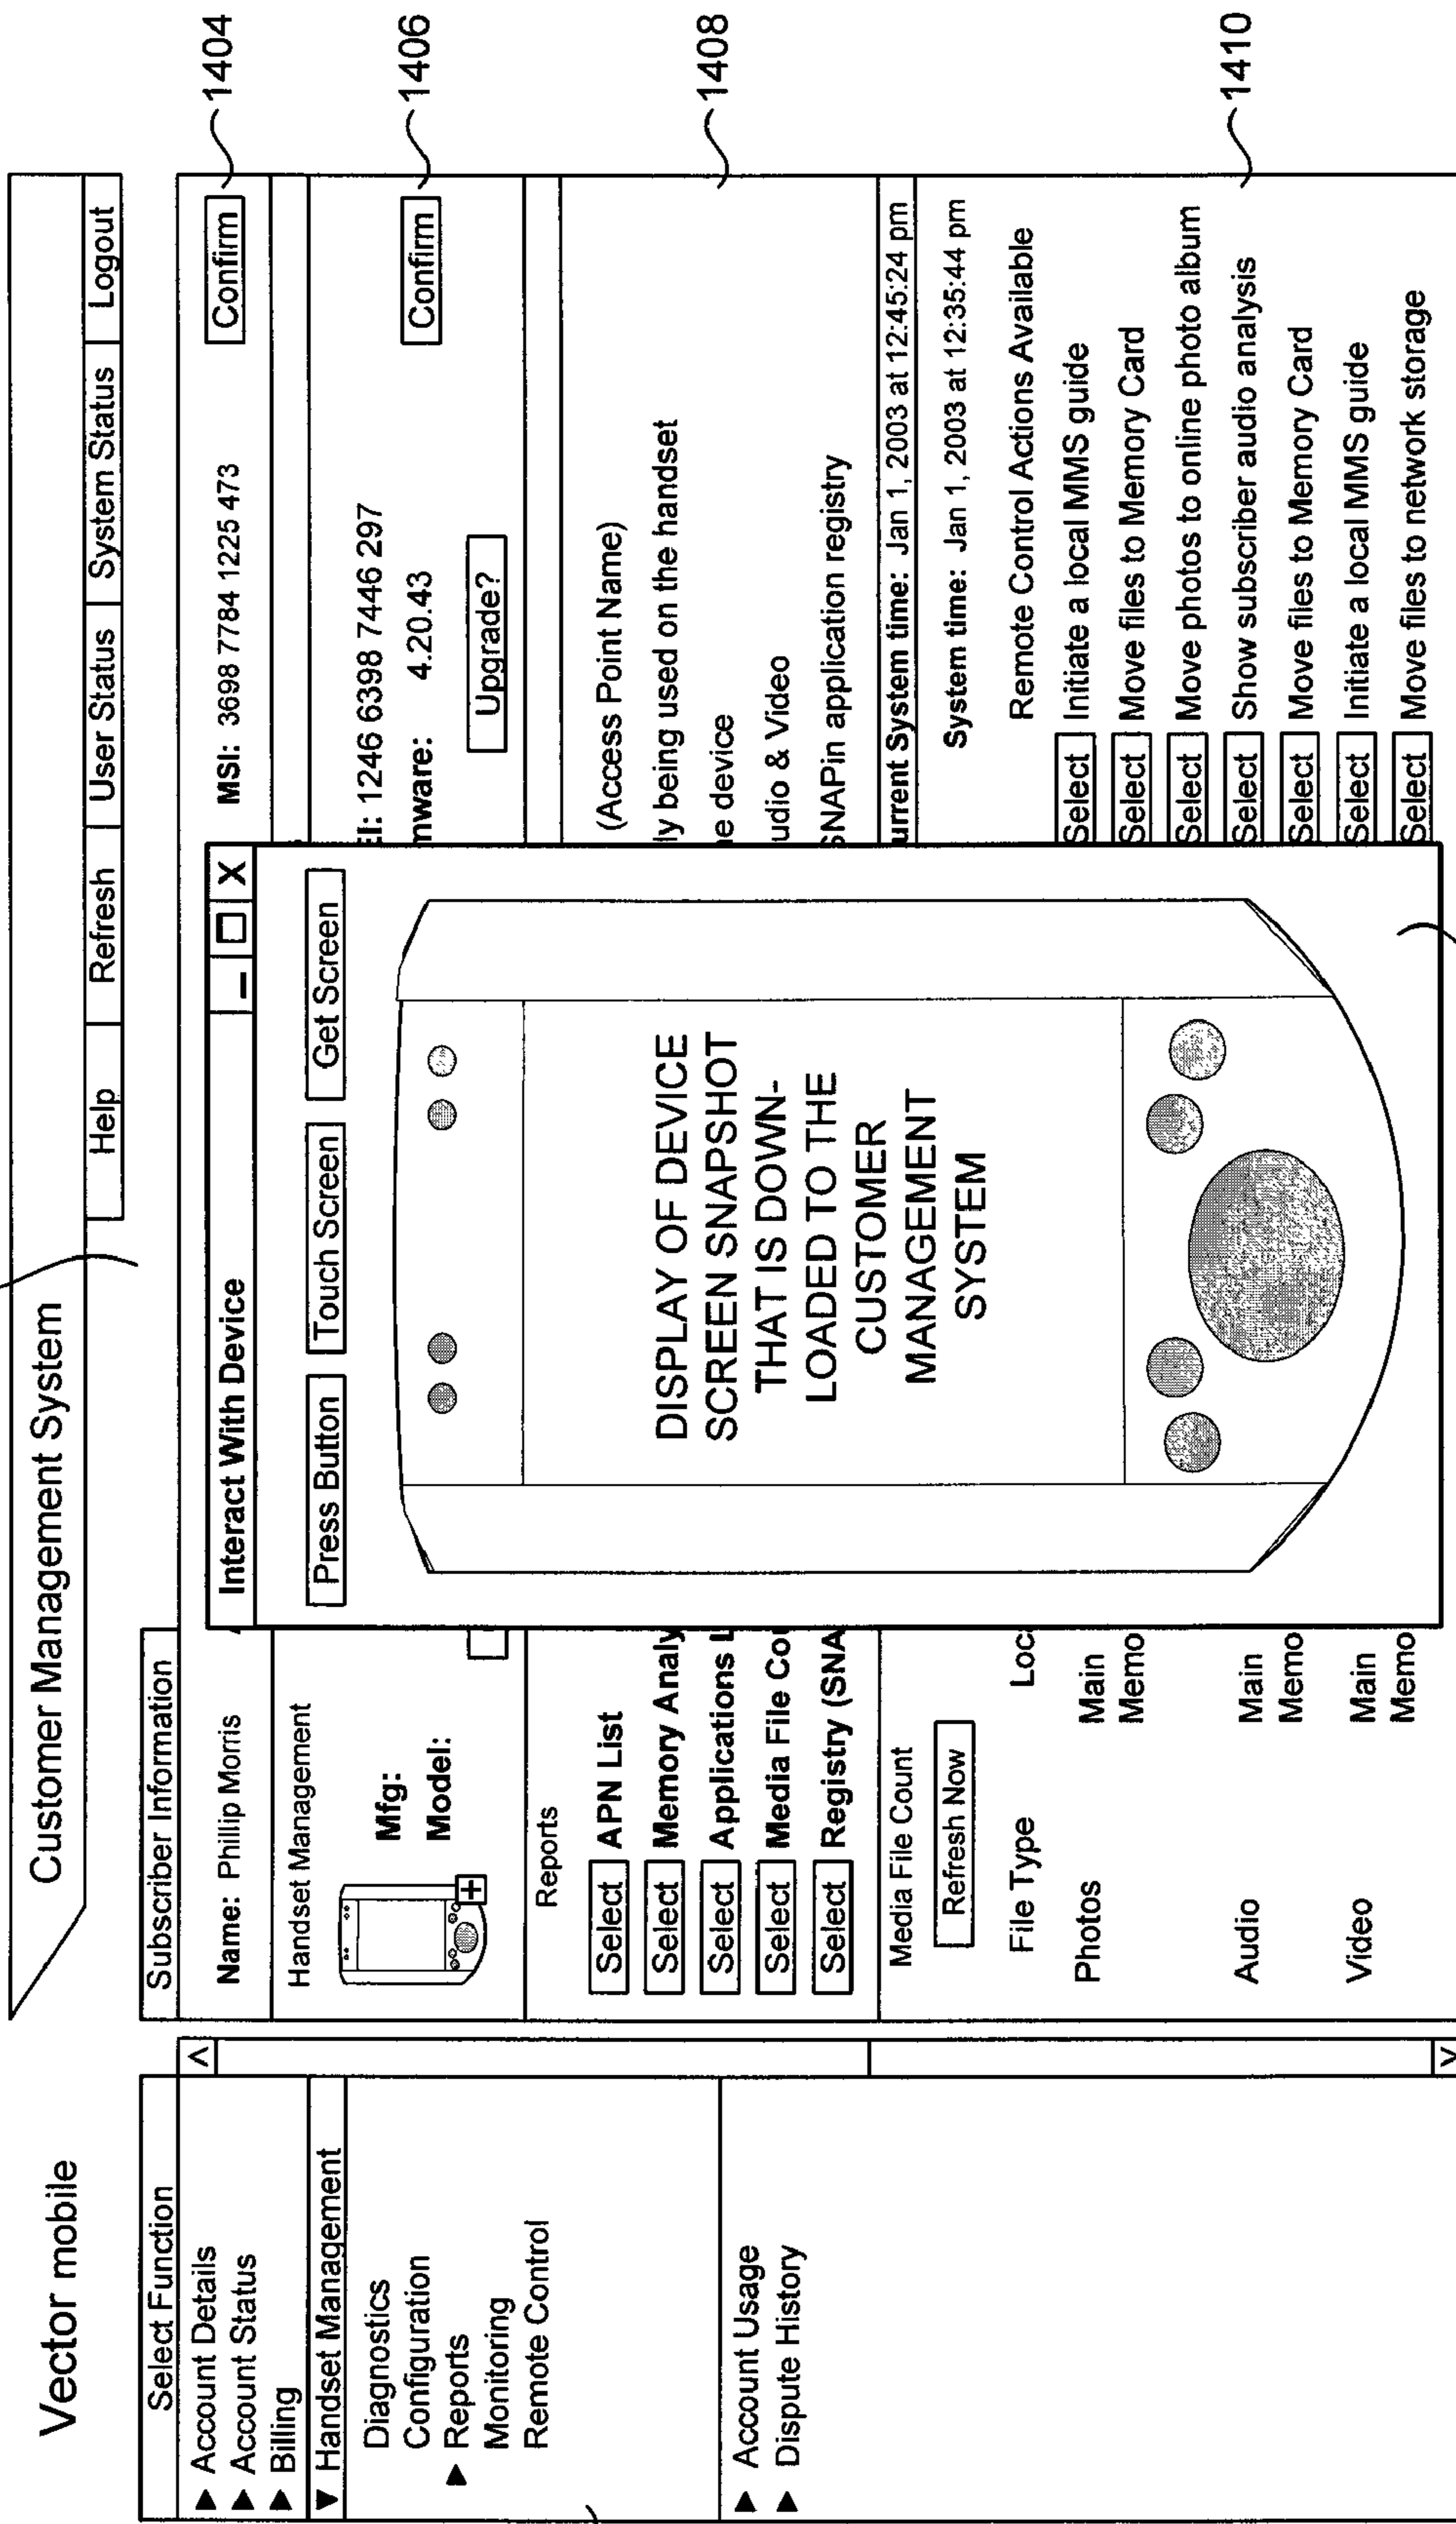 Vector mobile
Customer Management System
Help Refresh User Status System Status Logout
Select Function
Account Details
Account Status
Billing
Handset Management
Diagnostics
Configuration
Reports
Monitoring
Remote Control
Account Usage
Dispute History
Subscriber Information
Name: Phillip Morris
MSI: 3698 7784 1225 473 Confirm
1404
Handset Management
Mfg:
Model:
EI: 1246 6398 7446 297
nware: 4.20.43 Confirm
Upgrade?
1406
Reports
Select APN List (Access Point Name)
Select Memory Analy ly being used on the handset
Select Applications L ne device
Select Media File Cou udio & Video
Select Registry (SNA SNAPin application registry
1408
Media File Count urrent System time: Jan 1, 2003 at 12:45:24 pm
Refresh Now System time: Jan 1, 2003 at 12:35:44 pm
File Type Loc Remote Control Actions Available
Photos Main Select Initiate a local MMS guide
Memo Select Move files to Memory Card
Select Move photos to online photo album
Audio Main Select Show subscriber audio analysis
Memo Select Move files to Memory Card
Video Main Select Initiate a local MMS guide
Memo Select Move files to network storage
1410
Interact With Device _ X
Press Button Touch Screen Get Screen
DISPLAY OF DEVICE
SCREEN SNAPSHOT
THAT IS DOWN-
LOADED TO THE
CUSTOMER
MANAGEMENT
SYSTEM